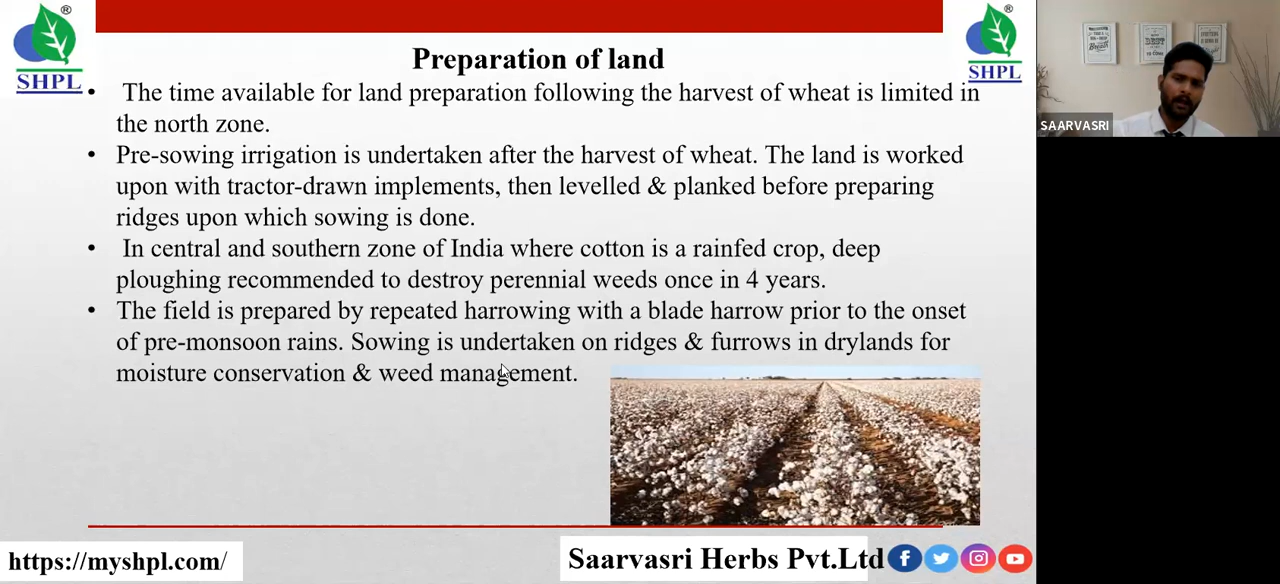 SHPL
®
Preparation of land
®
SHPL
• The time available for land preparation following the harvest of wheat is limited in
the north zone.
• Pre-sowing irrigation is undertaken after the harvest of wheat. The land is worked
upon with tractor-drawn implements, then levelled & planked before preparing
ridges upon which sowing is done.
• In central and southern zone of India where cotton is a rainfed crop, deep
ploughing recommended to destroy perennial weeds once in 4 years.
• The field is prepared by repeated harrowing with a blade harrow prior to the onset
of pre-monsoon rains. Sowing is undertaken on ridges & furrows in drylands for
moisture conservation & weed management.
https://myshpl.com/
Saarvasri Herbs Pvt.Ltd
SAARVASRI